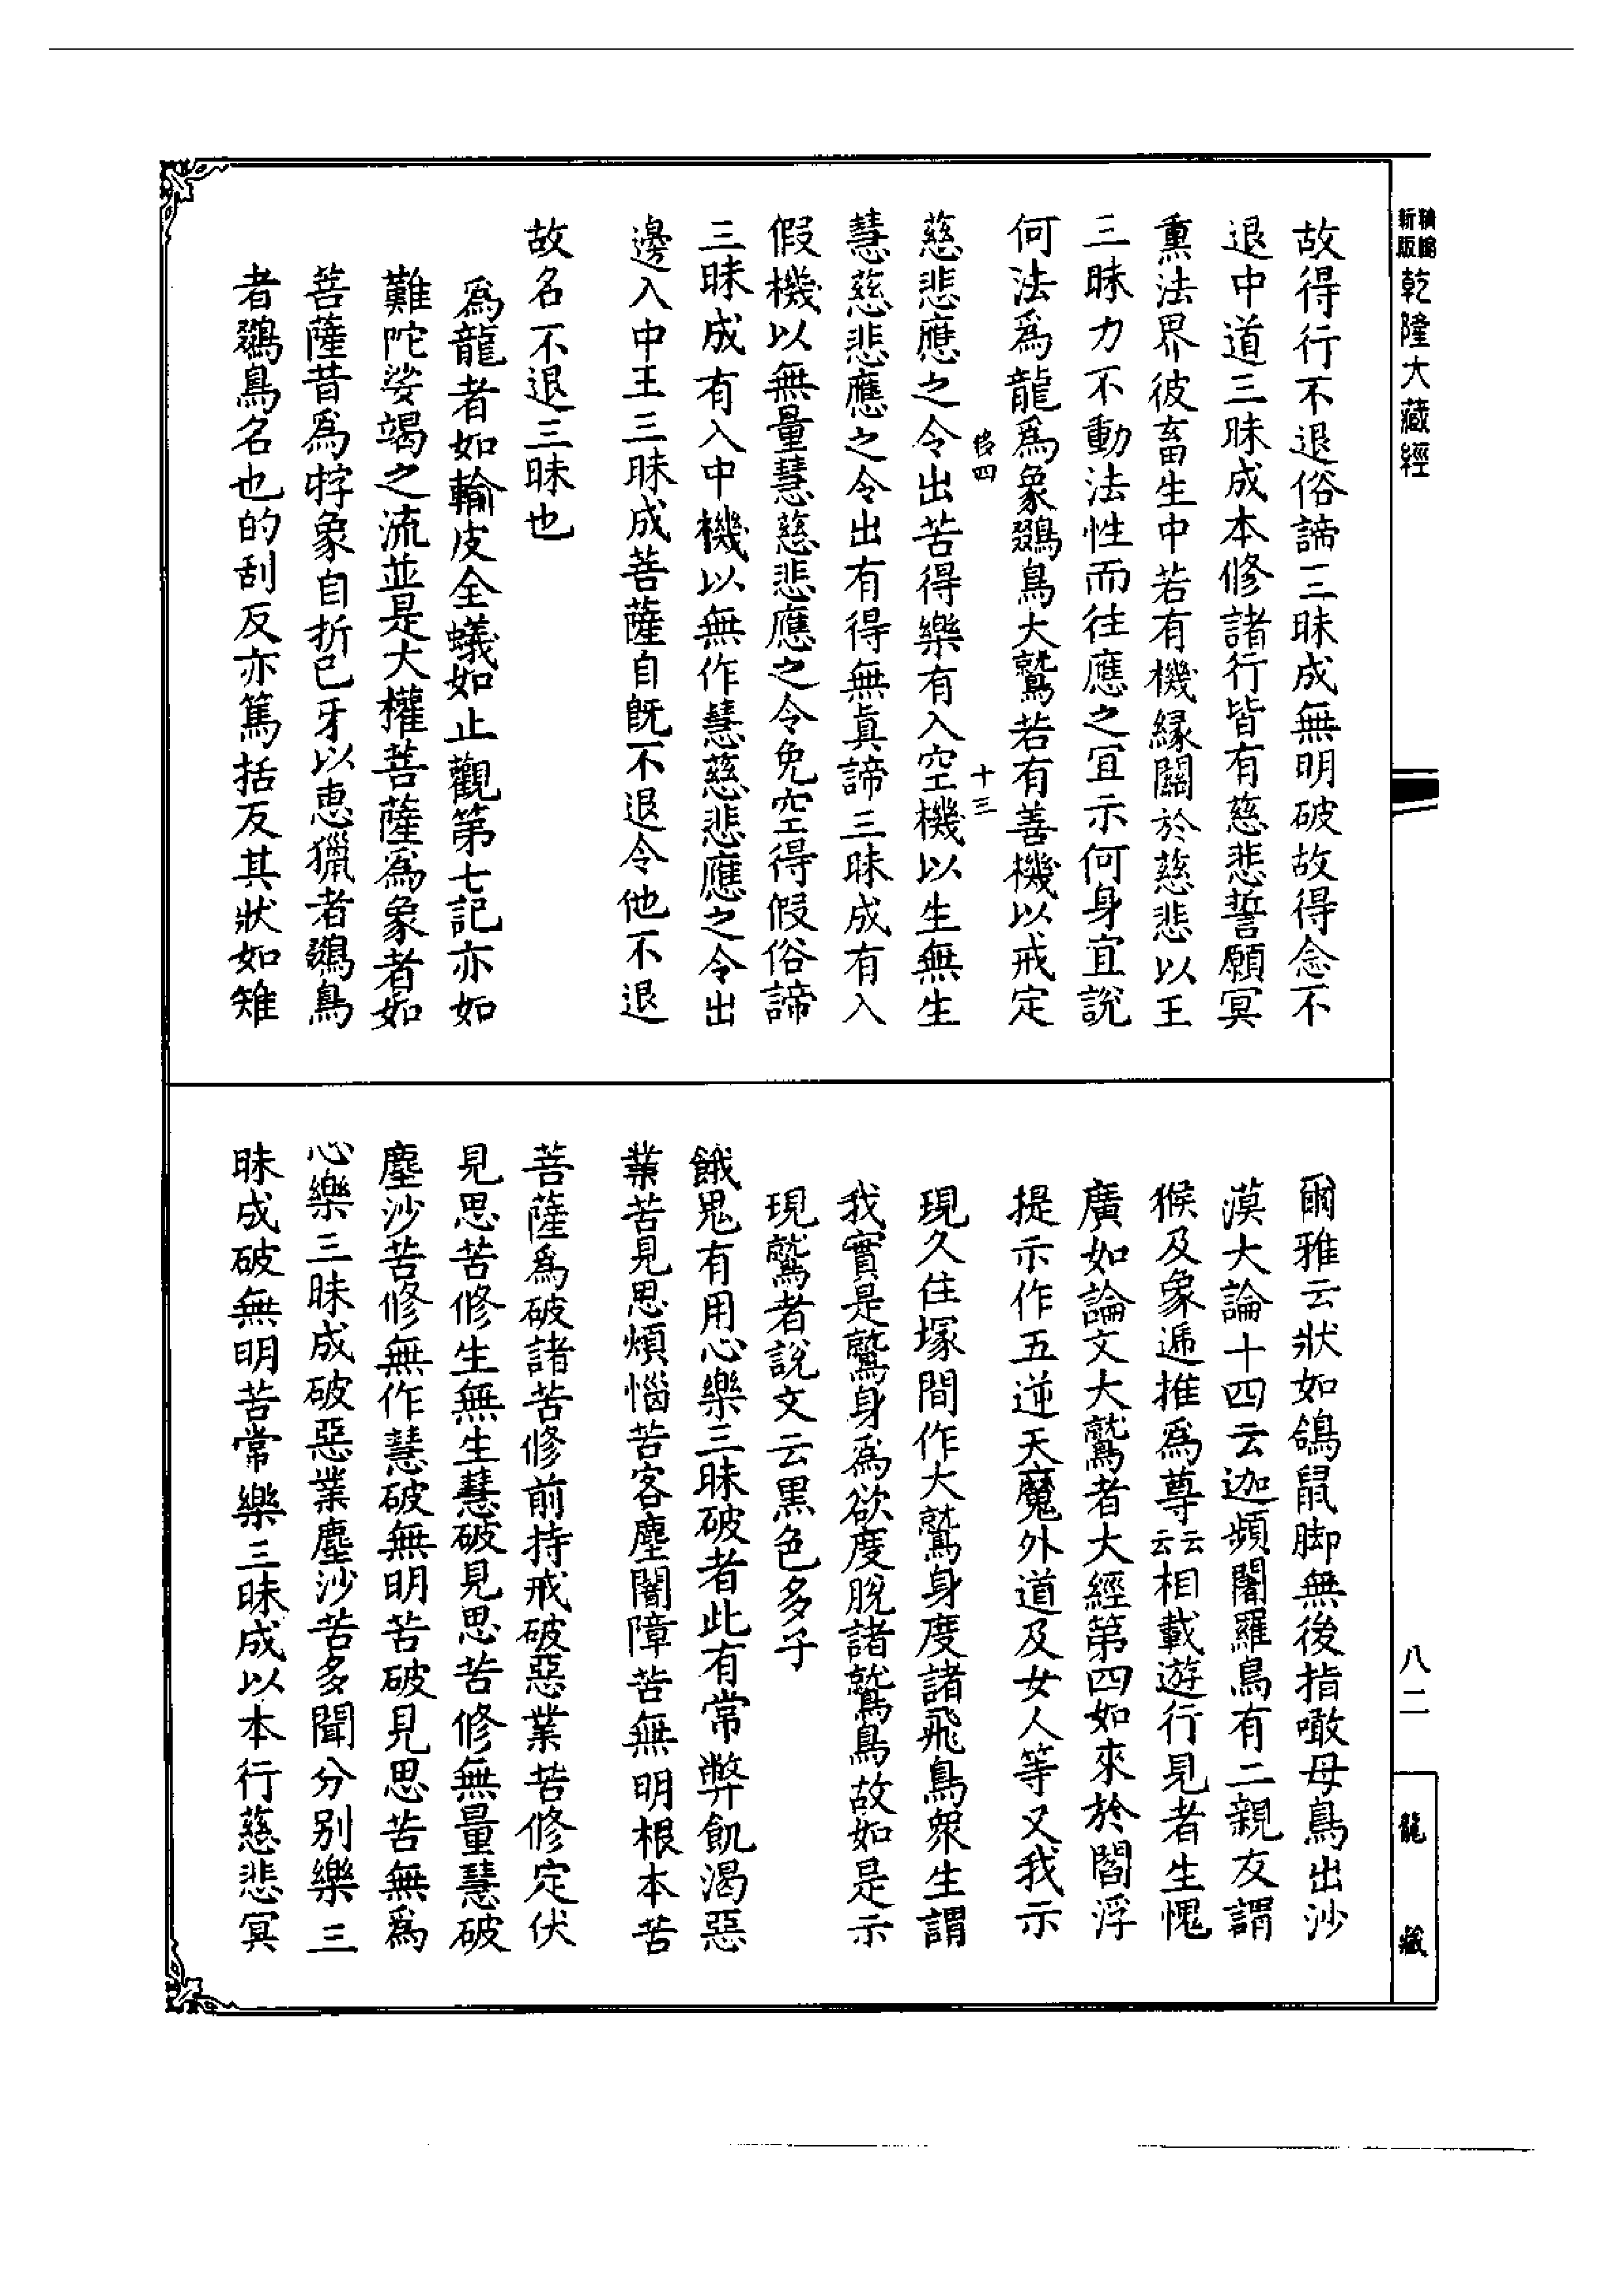 精縮
新版
乾隆大藏經
故得行不退俗諦三昧成無明破故得念不
退中道三昧成本修諸行皆有慈悲誓願冥
熏法界彼畜生中若有機緣關於慈悲以王
三昧力不動法性而往應之宜示何身宜說
何法為龍為象鵽鳥大鷲若有善機以戒定
四
十三
慈悲應之令出苦得樂有入空機以生無生
慧慈悲應之令出有得無真諦三昧成有入
假機以無量慧慈悲應之令免空得假俗諦
三昧成有入中機以無作慧慈悲應之令出
邊入中王三昧成菩薩自既不退令他不退
故名不退三昧也
為龍者如輸皮全蟻如止觀第七記亦如
難陀娑竭之流並是大權菩薩為象者如
菩薩昔為牸象自折己牙以恵獵者鵽鳥
者鵽鳥名也的刮反亦篤括反其狀如雉
爾雅云狀如鴿鼠脚無後指噉母鳥出沙
漠大論十四云迦頻闍羅鳥有二親友謂
猴及象遞推為尊云云相載遊行見者生愧
廣如論文大鷲者大經第四如來於閻浮
提示作五逆天魔外道及女人等又我示
現久住塚間作大鷲身度諸飛鳥衆生謂
我實是鷲身為欲度脫諸鷲鳥故如是示
現鷲者說文云黒色多子
餓鬼有用心樂三昧破者此有常弊飢渴惡
業苦見思煩惱苦客塵闇障苦無明根本苦
菩薩為破諸苦修前持戒破惡業苦修定伏
見思苦修生無生慧破見思苦修無量慧破
塵沙苦修無作慧破無明苦破見思苦無為
心樂三昧成破惡業塵沙苦多聞分別樂三
昧成破無明苦常樂三昧成以本行慈悲冥
八二
龍藏